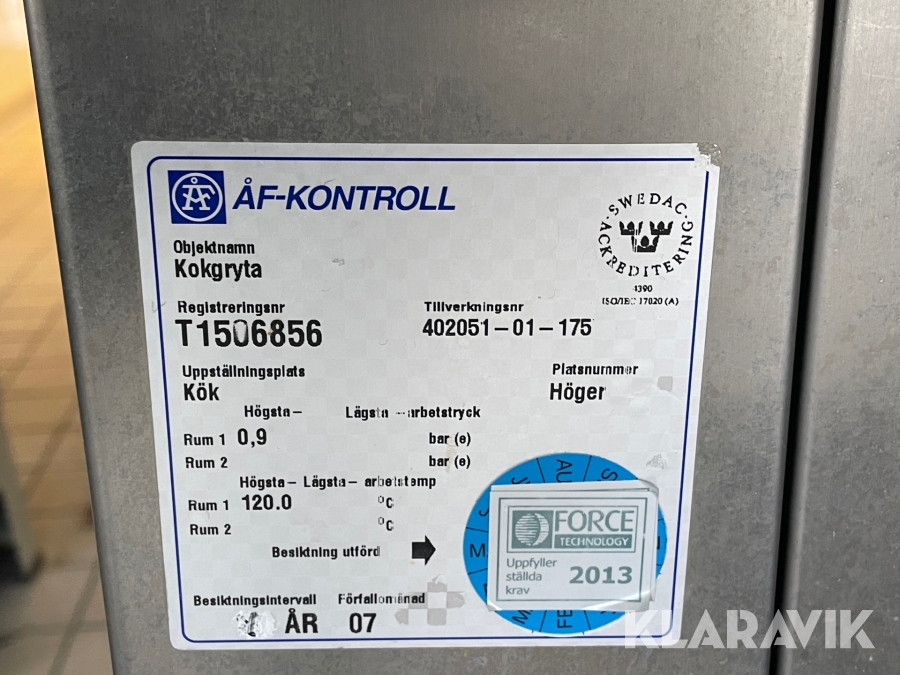 ÅF
ÅF-KONTROLL
SWEDAC
ACKREDITERING
1390
ISO/IEC 17020 (A)
Objektnamn
Kokgryta
Registreringsnr Tillverkningsnr
T1506856 402051-01-175
Uppställningsplats Platsnummer
Kök Höger
Högsta- Lägsta -arbetstryck
Rum 1 0,9 bar (e)
Rum 2 bar (e)
Högsta- Lägsta- arbetstemp
Rum 1 120.0 °C
Rum 2 °C
Besiktning utförd
FORCE
TECHNOLOGY
Uppfyller
ställda
krav 2013
Besiktningsintervall Förfallomånad
ÅR 07
KLARAVIK